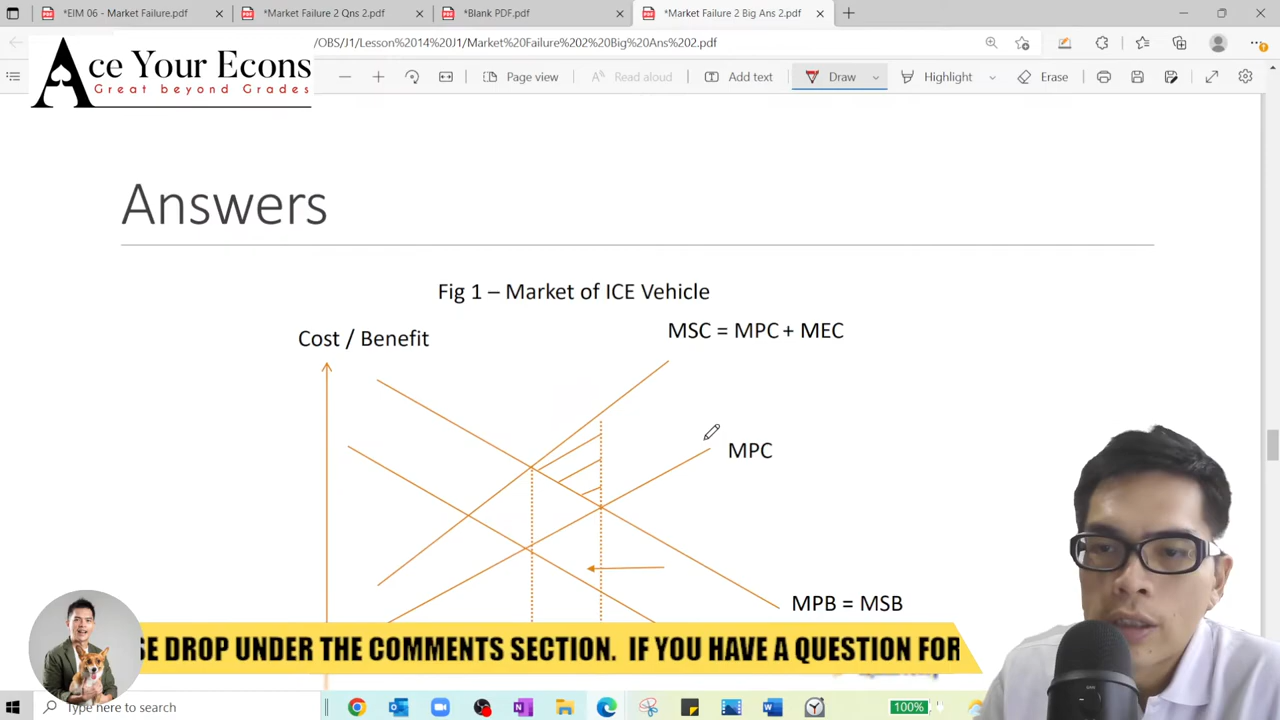 *EIM 06 - Market Failure.pdf
*Market Failure 2 Qns 2.pdf
*Blank PDF.pdf
*Market Failure 2 Big Ans 2.pdf
/OBS/J1/Lesson%2014%20J1/Market%20Failure%202%20Big%20Ans%202.pdf
Ace Your Econs
Great beyond Grades
Page view
Read aloud
Add text
Draw
Highlight
Erase
Answers
Fig 1 – Market of ICE Vehicle
MSC = MPC + MEC
Cost / Benefit
MPC
MPB = MSB
SE DROP UNDER THE COMMENTS SECTION. IF YOU HAVE A QUESTION FOR
Type here to search
100%